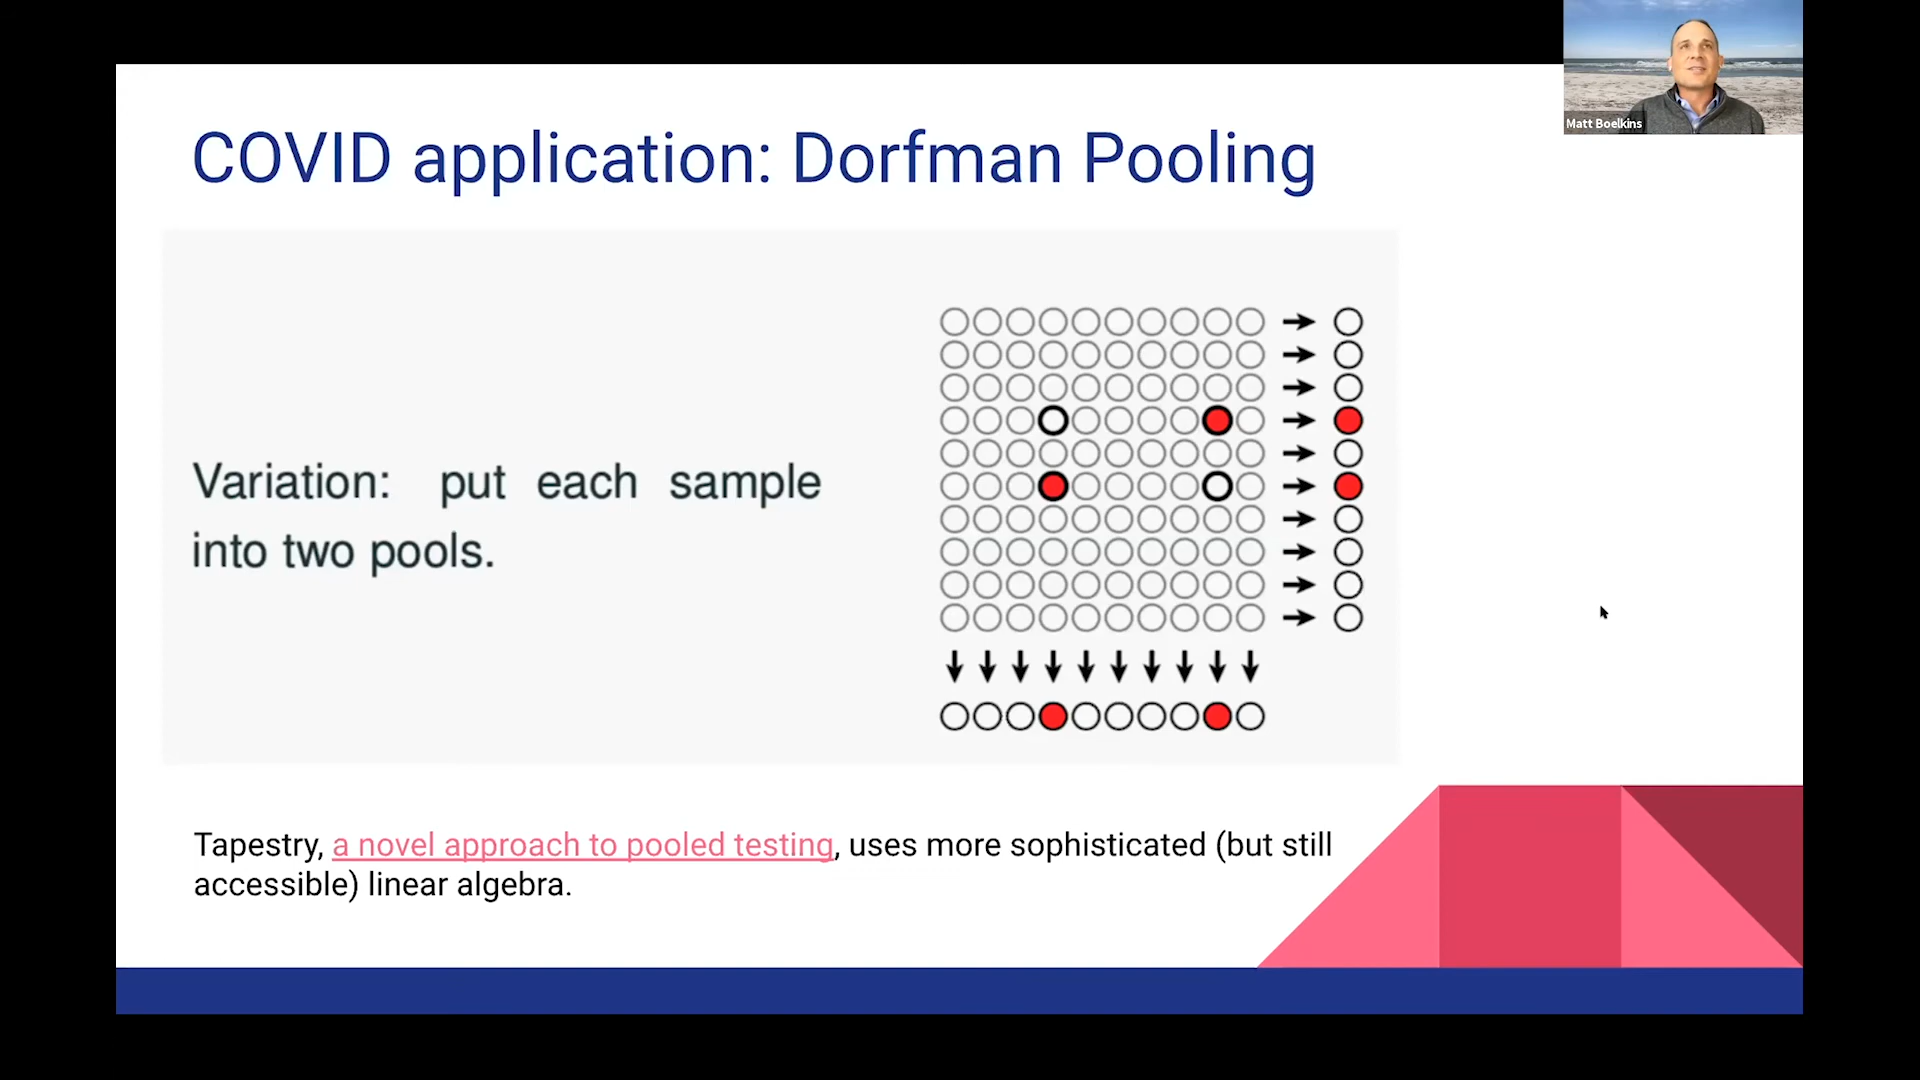 Matt Boelkins
COVID application: Dorfman Pooling
Variation: put each sample
into two pools.
Tapestry, a novel approach to pooled testing, uses more sophisticated (but still
accessible) linear algebra.